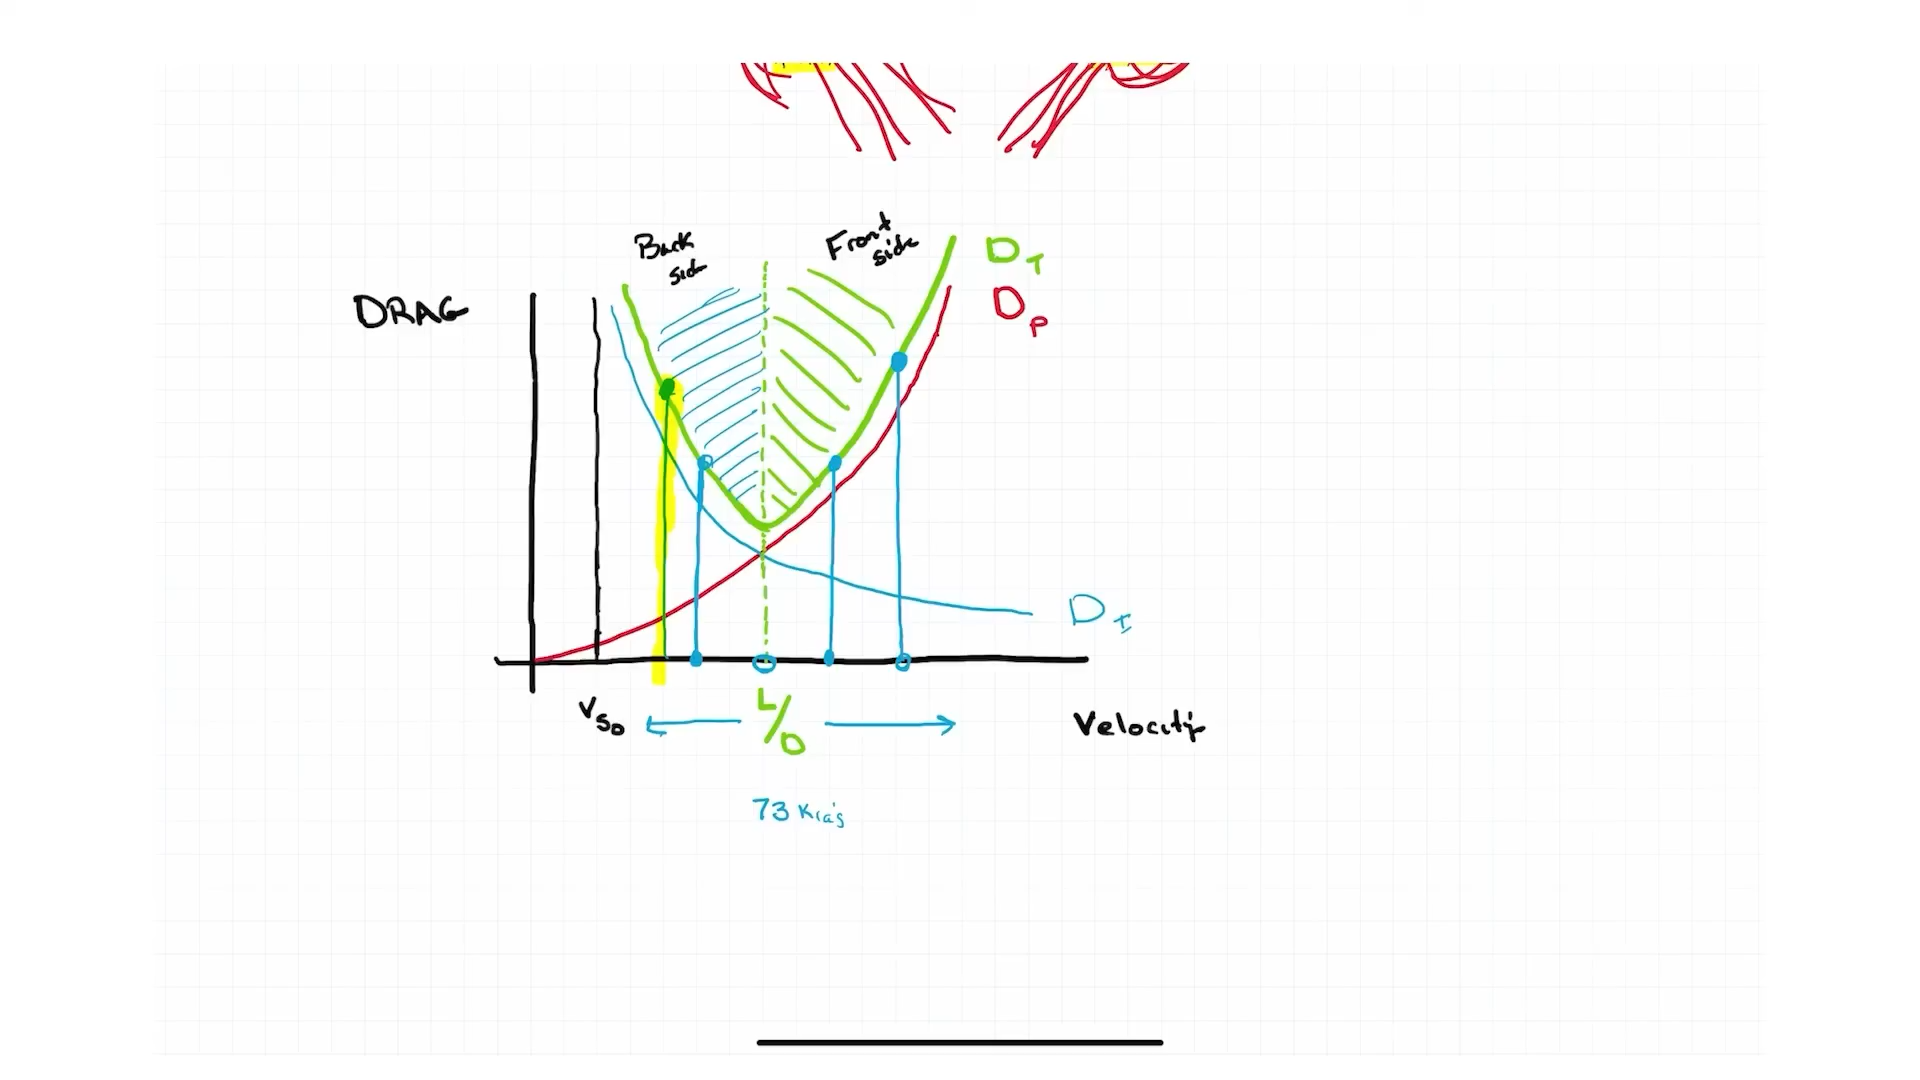 Back
side
Front
side
DT
DP
DRAG
DI
VSO
L/D
Velocity
73 Kias